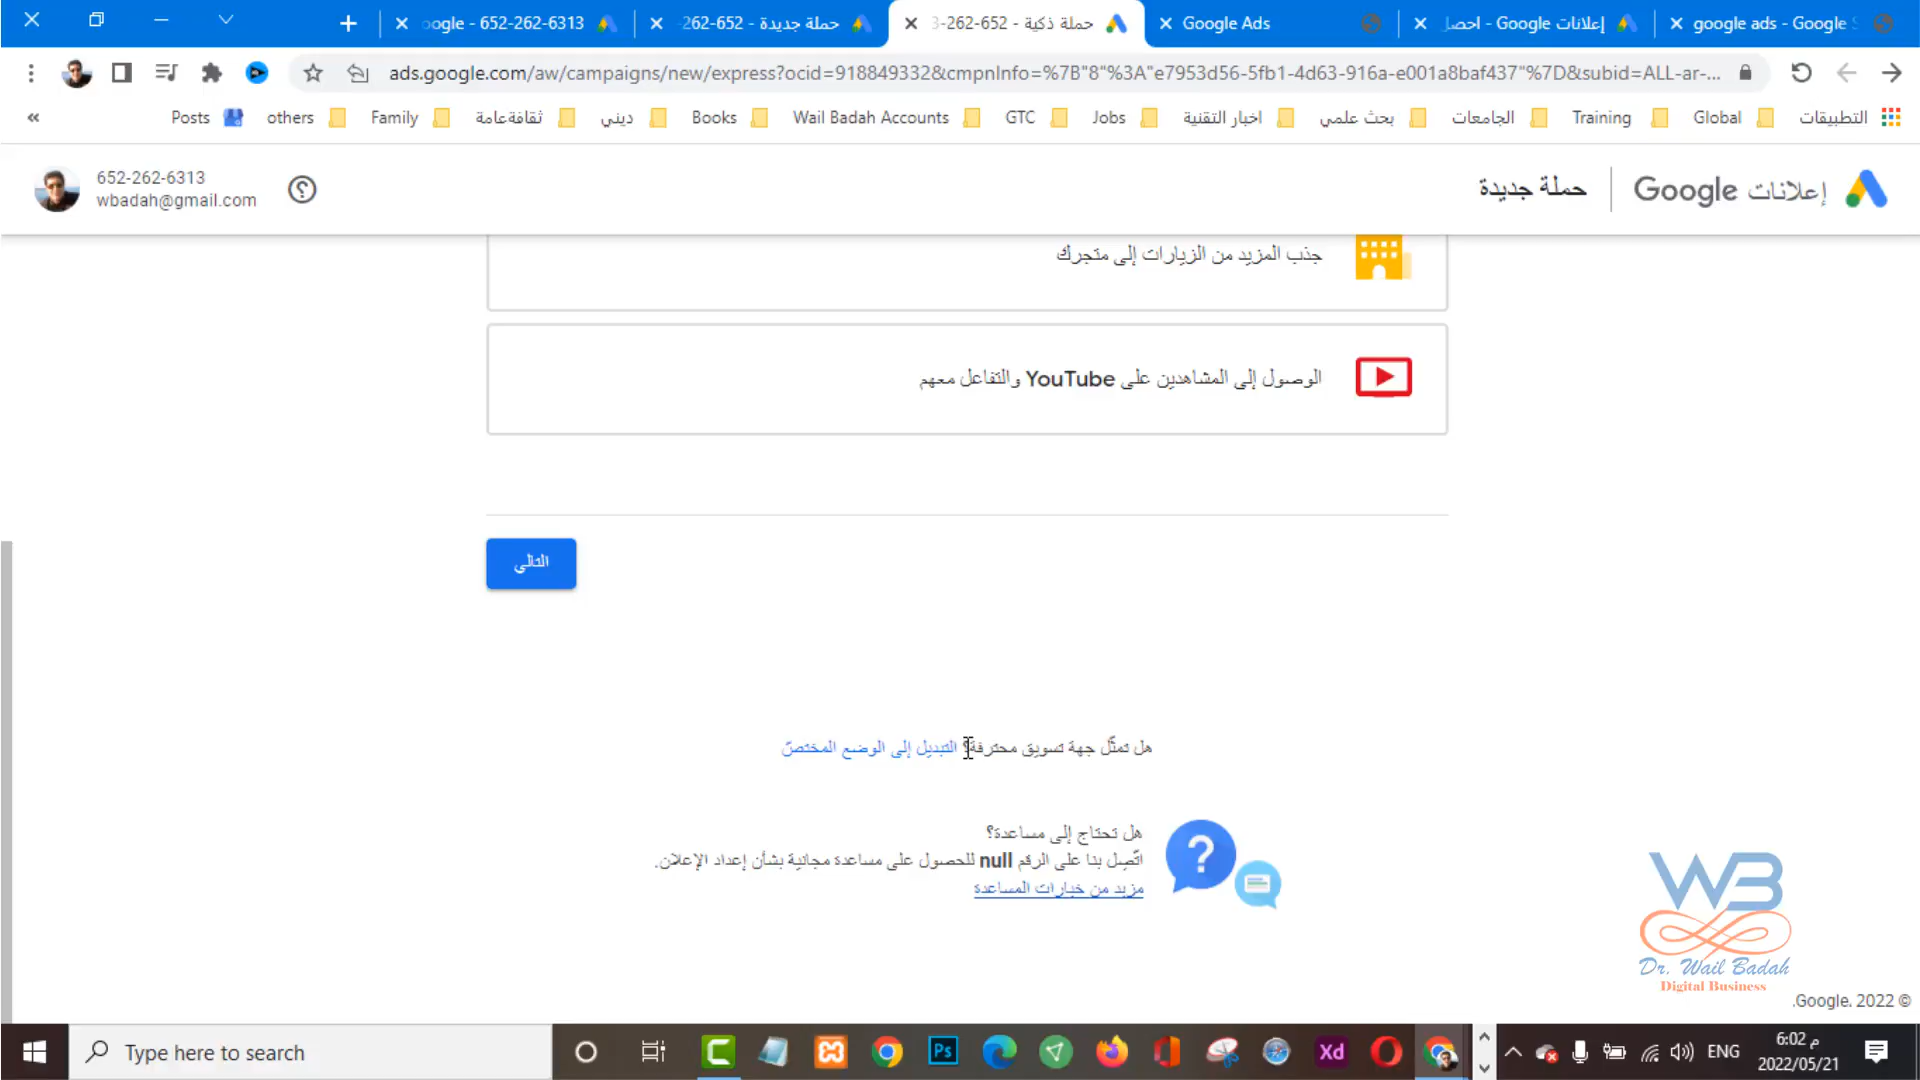 google ads - Google
إعلانات Google - احصل
Google Ads
حملة ذكية - 652-262-3
حملة جديدة - 652-262-
oogle - 652-262-6313
ads.google.com/aw/campaigns/new/express?ocid=918849332&cmpnInfo=%7B"8"%3A"e7953d56-5fb1-4d63-916a-e001a8baf437"%7D&subid=ALL-ar-...
التطبيقات
Global
Training
الجامعات
بحث علمي
اخبار التقنية
Jobs
GTC
Wail Badah Accounts
Books
ديني
ثقافةعامة
Family
others
Posts
«
إعلانات Google
حملة جديدة
652-262-6313
wbadah@gmail.com
جذب المزيد من الزيارات إلى متجرك
الوصول إلى المشاهدين على YouTube والتفاعل معهم
التالي
هل تمثّل جهة تسويق محترفة؟ التبديل إلى الوضع المختصّ
هل تحتاج إلى مساعدة؟
اتّصِل بنا على الرقم null للحصول على مساعدة مجانية بشأن إعداد الإعلان.
مزيد من خيارات المساعدة
WB
Dr. Wail Badah
Digital Business
.Google. 2022 ©
Type here to search
Ps
Xd
ENG
6:02 م
2022/05/21